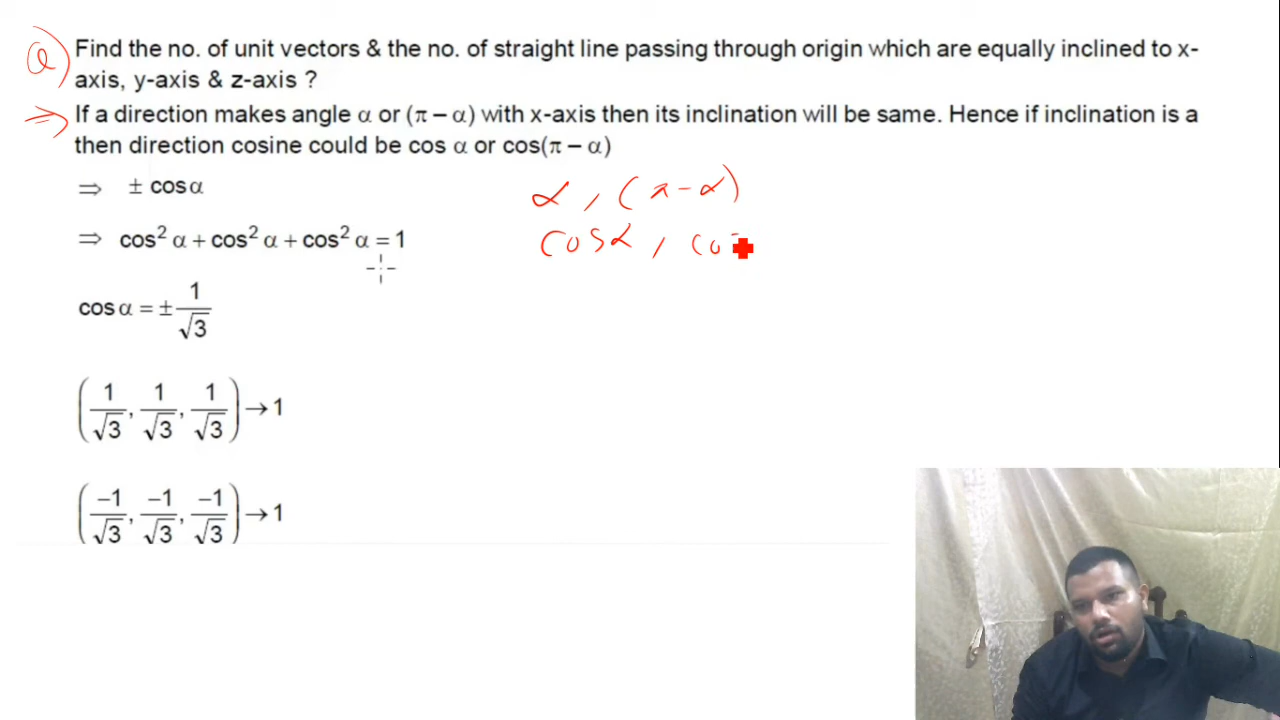 Q)
Find the no. of unit vectors & the no. of straight line passing through origin which are equally inclined to x-
axis, y-axis & z-axis ?
⇒ If a direction makes angle α or (π – α) with x-axis then its inclination will be same. Hence if inclination is a
then direction cosine could be cos α or cos(π – α)
⇒ ± cos α
α , (π - α)
⇒ cos² α + cos² α + cos² α = 1
cos α , co
cos α = ± 1/√3
(1/√3, 1/√3, 1/√3) → 1
(-1/√3, -1/√3, -1/√3) → 1